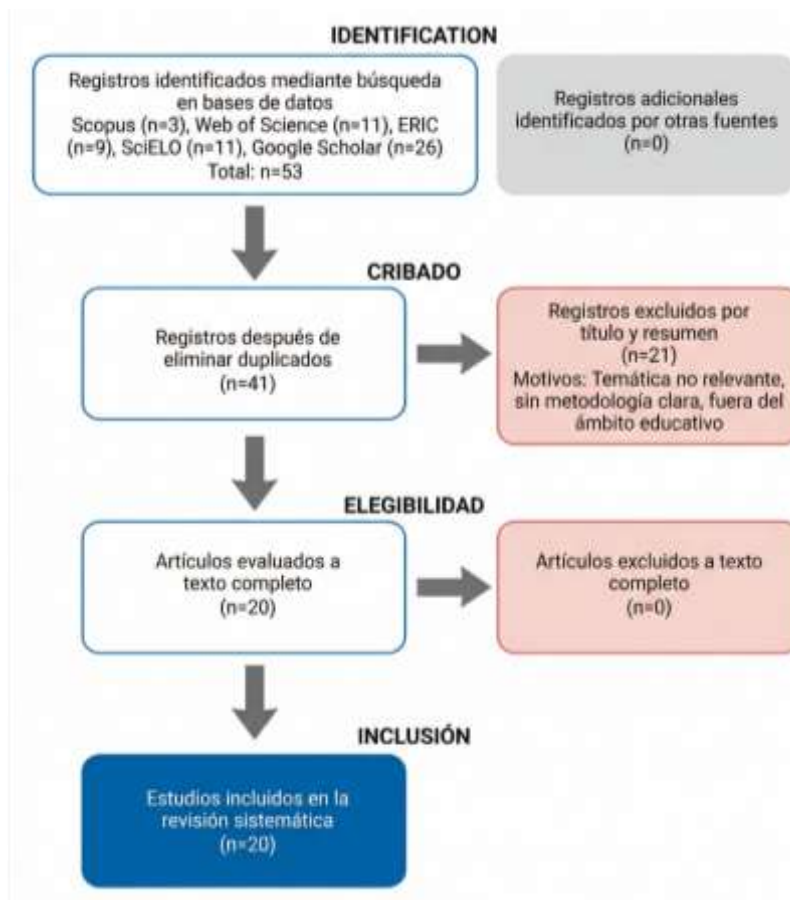 IDENTIFICATION
Registros identificados mediante búsqueda
en bases de datos
Scopus (n=3), Web of Science (n=11), ERIC
(n=9), SciELO (n=11), Google Scholar (n=26)
Total: n=53
Registros adicionales
identificados por otras fuentes
(n=0)
CRIBADO
Registros después de
eliminar duplicados
(n=41)
Registros excluidos por
título y resumen
(n=21)
Motivos: Temática no relevante,
sin metodología clara, fuera del
ámbito educativo
ELEGIBILIDAD
Artículos evaluados a
texto completo
(n=20)
Artículos excluidos a texto
completo
(n=0)
INCLUSIÓN
Estudios incluidos en la
revisión sistemática
(n=20)